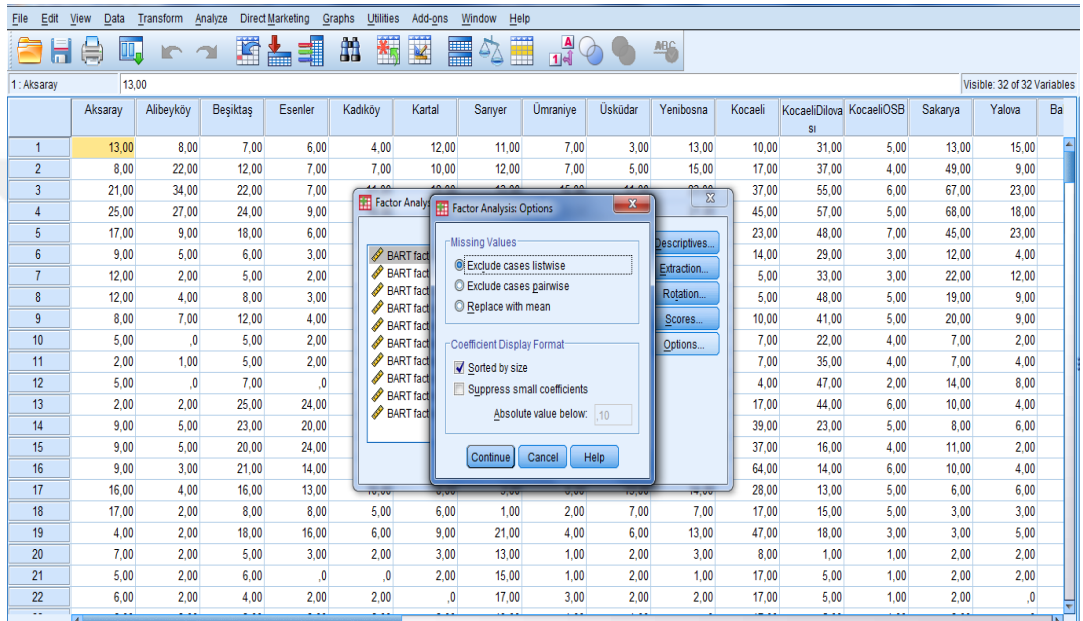 File Edit View Data Transform Analyze Direct Marketing Graphs Utilities Add-ons Window Help
1 : Aksaray 13,00 Visible: 32 of 32 Variables
Aksaray Alibeyköy Beşiktaş Esenler Kadıköy Kartal Sarıyer Ümraniye Üsküdar Yenibosna Kocaeli KocaeliDilova sı KocaeliOSB Sakarya Yalova Ba
1 13,00 8,00 7,00 6,00 4,00 12,00 11,00 7,00 3,00 13,00 10,00 31,00 5,00 13,00 15,00
2 8,00 22,00 12,00 7,00 7,00 10,00 12,00 7,00 5,00 15,00 17,00 37,00 4,00 49,00 9,00
3 21,00 34,00 22,00 7,00 37,00 55,00 6,00 67,00 23,00
4 25,00 27,00 24,00 9,00 45,00 57,00 5,00 68,00 18,00
5 17,00 9,00 18,00 6,00 23,00 48,00 7,00 45,00 23,00
6 9,00 5,00 6,00 3,00 14,00 29,00 3,00 12,00 4,00
7 12,00 2,00 5,00 2,00 5,00 33,00 3,00 22,00 12,00
8 12,00 4,00 8,00 3,00 5,00 48,00 5,00 19,00 9,00
9 8,00 7,00 12,00 4,00 10,00 41,00 5,00 20,00 9,00
10 5,00 ,0 5,00 2,00 7,00 22,00 4,00 7,00 2,00
11 2,00 1,00 5,00 2,00 7,00 35,00 4,00 7,00 4,00
12 5,00 ,0 7,00 ,0 4,00 47,00 2,00 14,00 8,00
13 2,00 2,00 25,00 24,00 17,00 44,00 6,00 10,00 4,00
14 9,00 5,00 23,00 20,00 39,00 23,00 5,00 8,00 6,00
15 9,00 5,00 20,00 24,00 37,00 16,00 4,00 11,00 2,00
16 9,00 3,00 21,00 14,00 64,00 14,00 6,00 10,00 4,00
17 16,00 4,00 16,00 13,00 28,00 13,00 5,00 6,00 6,00
18 17,00 2,00 8,00 8,00 5,00 6,00 1,00 2,00 7,00 7,00 17,00 15,00 5,00 3,00 3,00
19 4,00 2,00 18,00 16,00 6,00 9,00 21,00 4,00 6,00 13,00 47,00 18,00 3,00 3,00 5,00
20 7,00 2,00 5,00 3,00 2,00 3,00 13,00 1,00 2,00 3,00 8,00 1,00 1,00 2,00 2,00
21 5,00 2,00 6,00 ,0 ,0 2,00 15,00 1,00 2,00 1,00 17,00 5,00 1,00 2,00 2,00
22 6,00 2,00 4,00 2,00 2,00 ,0 17,00 3,00 2,00 2,00 17,00 5,00 1,00 2,00 ,0
Factor Analy
BART fact
BART fact
BART fact
BART fact
BART fact
BART fact
BART fact
BART fact
BART fact
BART fact
Descriptives...
Extraction...
Rotation...
Scores...
Options...
Factor Analysis: Options
Missing Values
Exclude cases listwise
Exclude cases pairwise
Replace with mean
Coefficient Display Format
Sorted by size
Suppress small coefficients
Absolute value below: ,10
Continue Cancel Help